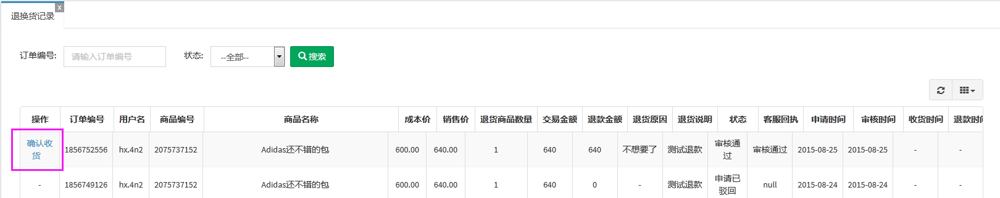 x
退换货记录
订单编号: 请输入订单编号 状态: --全部-- 搜索
操作 订单编号 用户名 商品编号 商品名称 成本价 销售价 退货商品数量 交易金额 退款金额 退货原因 退货说明 状态 客服回执 申请时间 审核时间 收货时间 退款时间
确认收货 1856752556 hx.4n2 2075737152 Adidas还不错的包 600.00 640.00 1 640 640 不想要了 测试退款 审核通过 审核通过 2015-08-25 2015-08-25 - -
- 1856749126 hx.4n2 2075737152 Adidas还不错的包 600.00 640.00 1 640 0 - 测试退款 申请已驳回 null 2015-08-24 2015-08-24 - -